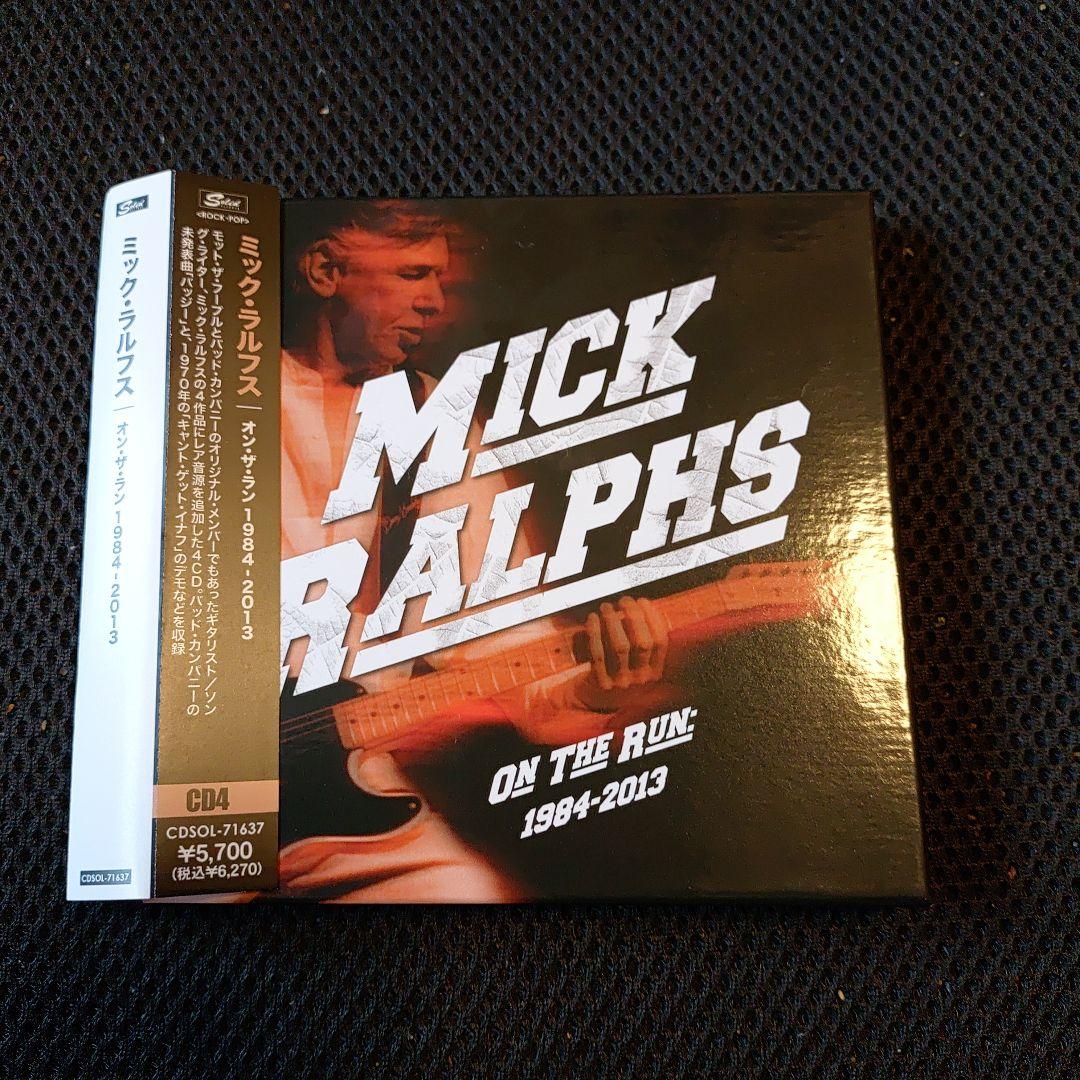 Solid
ミック・ラルフス
オン・ザ・ラン 1984-2013
CDSOL-71637
Solid
<ROCK・POP>
ミック・ラルフス
オン・ザ・ラン 1984-2013
モット・ザ・フープルとバッド・カンパニーのオリジナル・メンバーでもあったギタリスト/ソン
グ・ライター、ミック・ラルフスの4作品にレア音源を追加した4CD。バッド・カンパニーの
未発表曲「バッジー」と、1970年の「キャント・ゲット・イナフ」のデモなどを収録
CD4
CDSOL-71637
¥5,700
(税込¥6,270)
MICK
RALPHS
ON THE RUN:
1984-2013